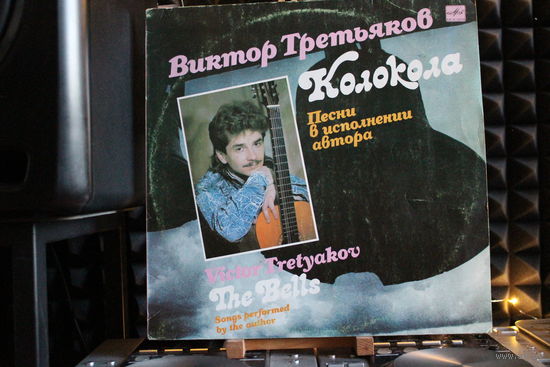 Виктор Третьяков
Колокола
Песни
в исполнении
автора
Victor Tretyakov
The Bells
Songs performed
by the author